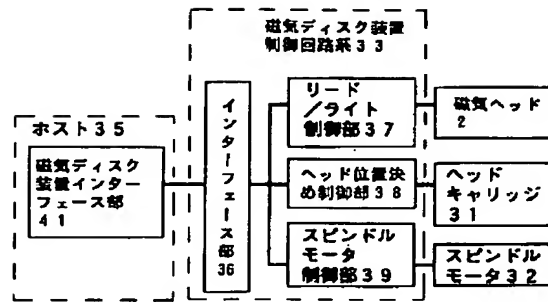 磁気ディスク装置
制御回路系33
リード
／ライト
制御部37
磁気ヘッド
2
ホスト35
磁気ディスク
装置インター
フェース部
41
インターフェース部
36
ヘッド位置決
め制御部38
ヘッド
キャリッジ
31
スピンドル
モータ
制御部39
スピンドル
モータ32